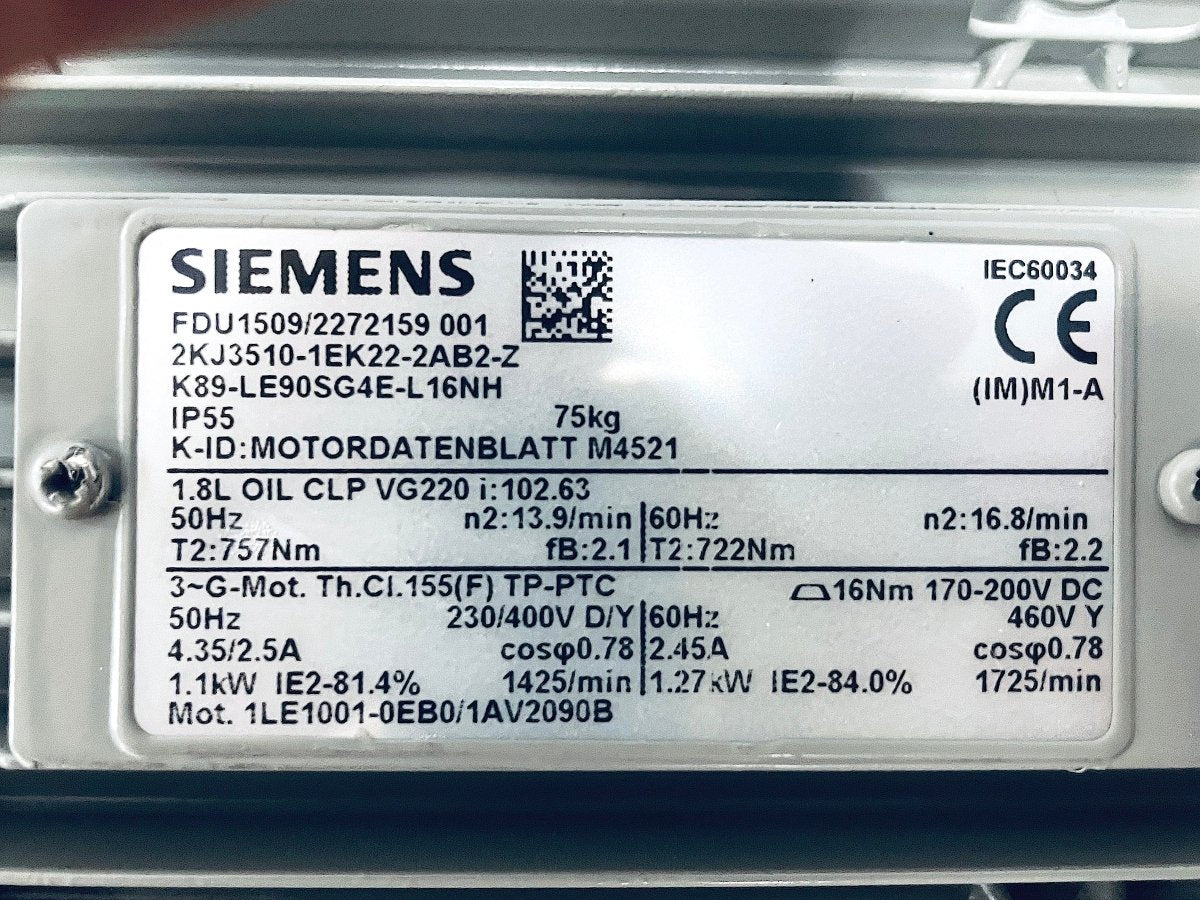 SIEMENS
IEC60034
CE
FDU1509/2272159 001
2KJ3510-1EK22-2AB2-Z
K89-LE90SG4E-L16NH
(IM)M1-A
IP55 75kg
K-ID:MOTORDATENBLATT M4521
1.8L OIL CLP VG220 i:102.63
50Hz n2:13.9/min 60Hz n2:16.8/min
T2:757Nm fB:2.1 T2:722Nm fB:2.2
3~G-Mot. Th.Cl.155(F) TP-PTC 16Nm 170-200V DC
50Hz 230/400V D/Y 60Hz 460V Y
4.35/2.5A cosφ0.78 2.45A cosφ0.78
1.1kW IE2-81.4% 1425/min 1.27kW IE2-84.0% 1725/min
Mot. 1LE1001-0EB0/1AV2090B